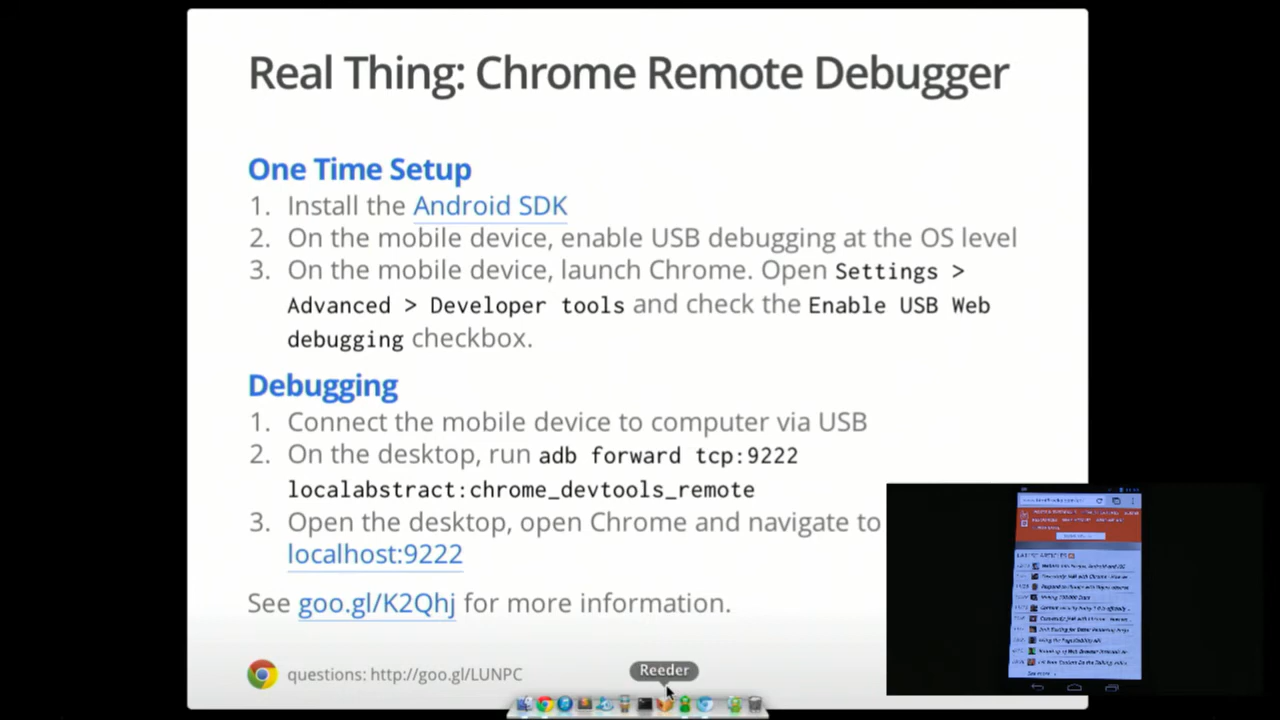 Real Thing: Chrome Remote Debugger
One Time Setup
1. Install the Android SDK
2. On the mobile device, enable USB debugging at the OS level
3. On the mobile device, launch Chrome. Open Settings >
Advanced > Developer tools and check the Enable USB Web
debugging checkbox.
Debugging
1. Connect the mobile device to computer via USB
2. On the desktop, run adb forward tcp:9222
localabstract:chrome_devtools_remote
3. Open the desktop, open Chrome and navigate to
localhost:9222
See goo.gl/K2Qhj for more information.
questions: http://goo.gl/LUNPC
Reeder